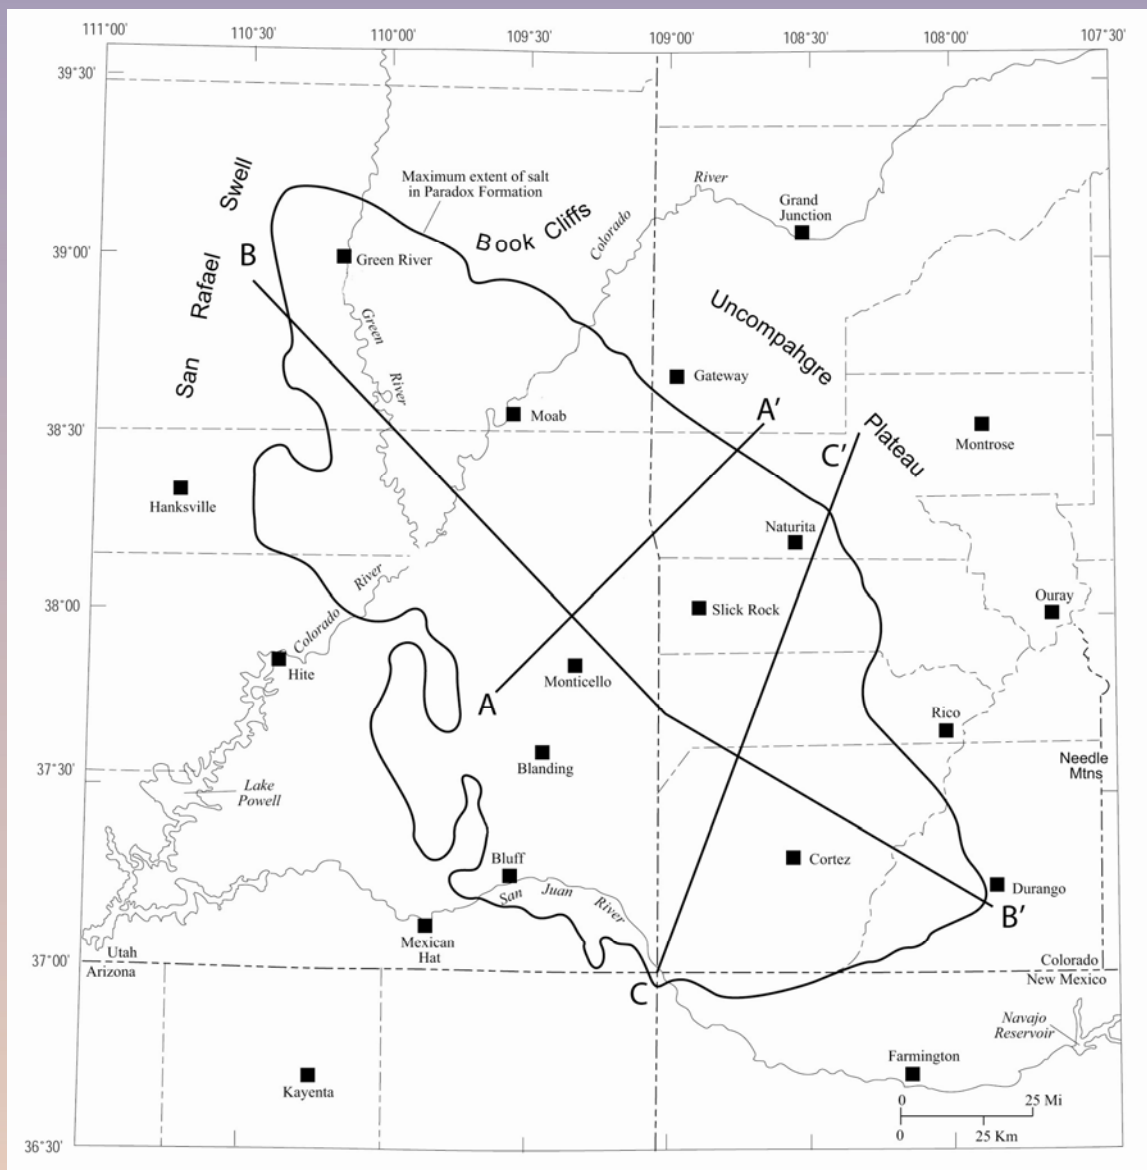 111°00'
110°30'
110°00'
109°30'
109°00'
108°30'
108°00'
107°30'
39°30'
Maximum extent of salt
in Paradox Formation
San Rafael Swell
Book Cliffs
Colorado
River
Grand
Junction
39°00'
B
Green River
Green
River
Uncompahgre
Plateau
Gateway
A'
Moab
38°30'
C'
Montrose
Hanksville
Naturita
38°00'
Slick Rock
Ouray
Colorado
River
Hite
Monticello
A
Rico
Blanding
Needle
Mtns
37°30'
Lake
Powell
Bluff
Cortez
San
Juan
River
Durango
B'
Mexican
Hat
Utah
Arizona
37°00'
Colorado
New Mexico
C
Navajo
Reservoir
Farmington
Kayenta
0
25 Mi
0
25 Km
36°30'